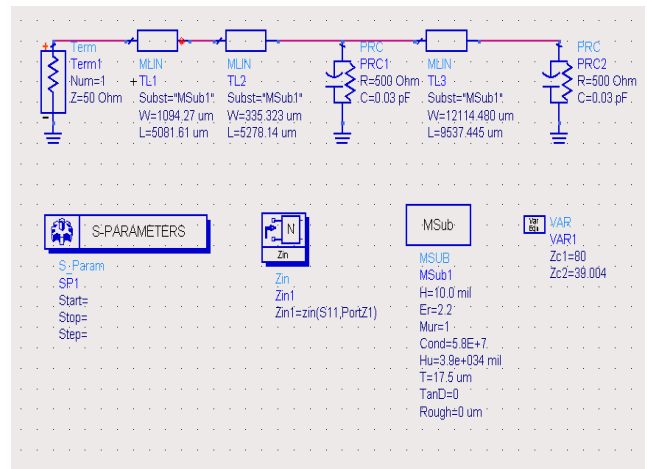 Term
Term1
Num=1
Z=50 Ohm
MLIN
TL1
Subst="MSub1"
W=1094.27 um
L=5081.61 um
MLIN
TL2
Subst="MSub1"
W=335.323 um
L=5278.14 um
PRC
PRC1
R=500 Ohm
C=0.03 pF
MLIN
TL3
Subst="MSub1"
W=12114.480 um
L=9537.445 um
PRC
PRC2
R=500 Ohm
C=0.03 pF
S-PARAMETERS
S_Param
SP1
Start=
Stop=
Step=
N
Zin
Zin
Zin1
Zin1=zin(S11,PortZ1)
MSub
MSUB
MSub1
H=10.0 mil
Er=2.2
Mur=1
Cond=5.8E+7
Hu=3.9e+034 mil
T=17.5 um
TanD=0
Rough=0 um
Var
Eqn
VAR
VAR1
Zc1=80
Zc2=39.004